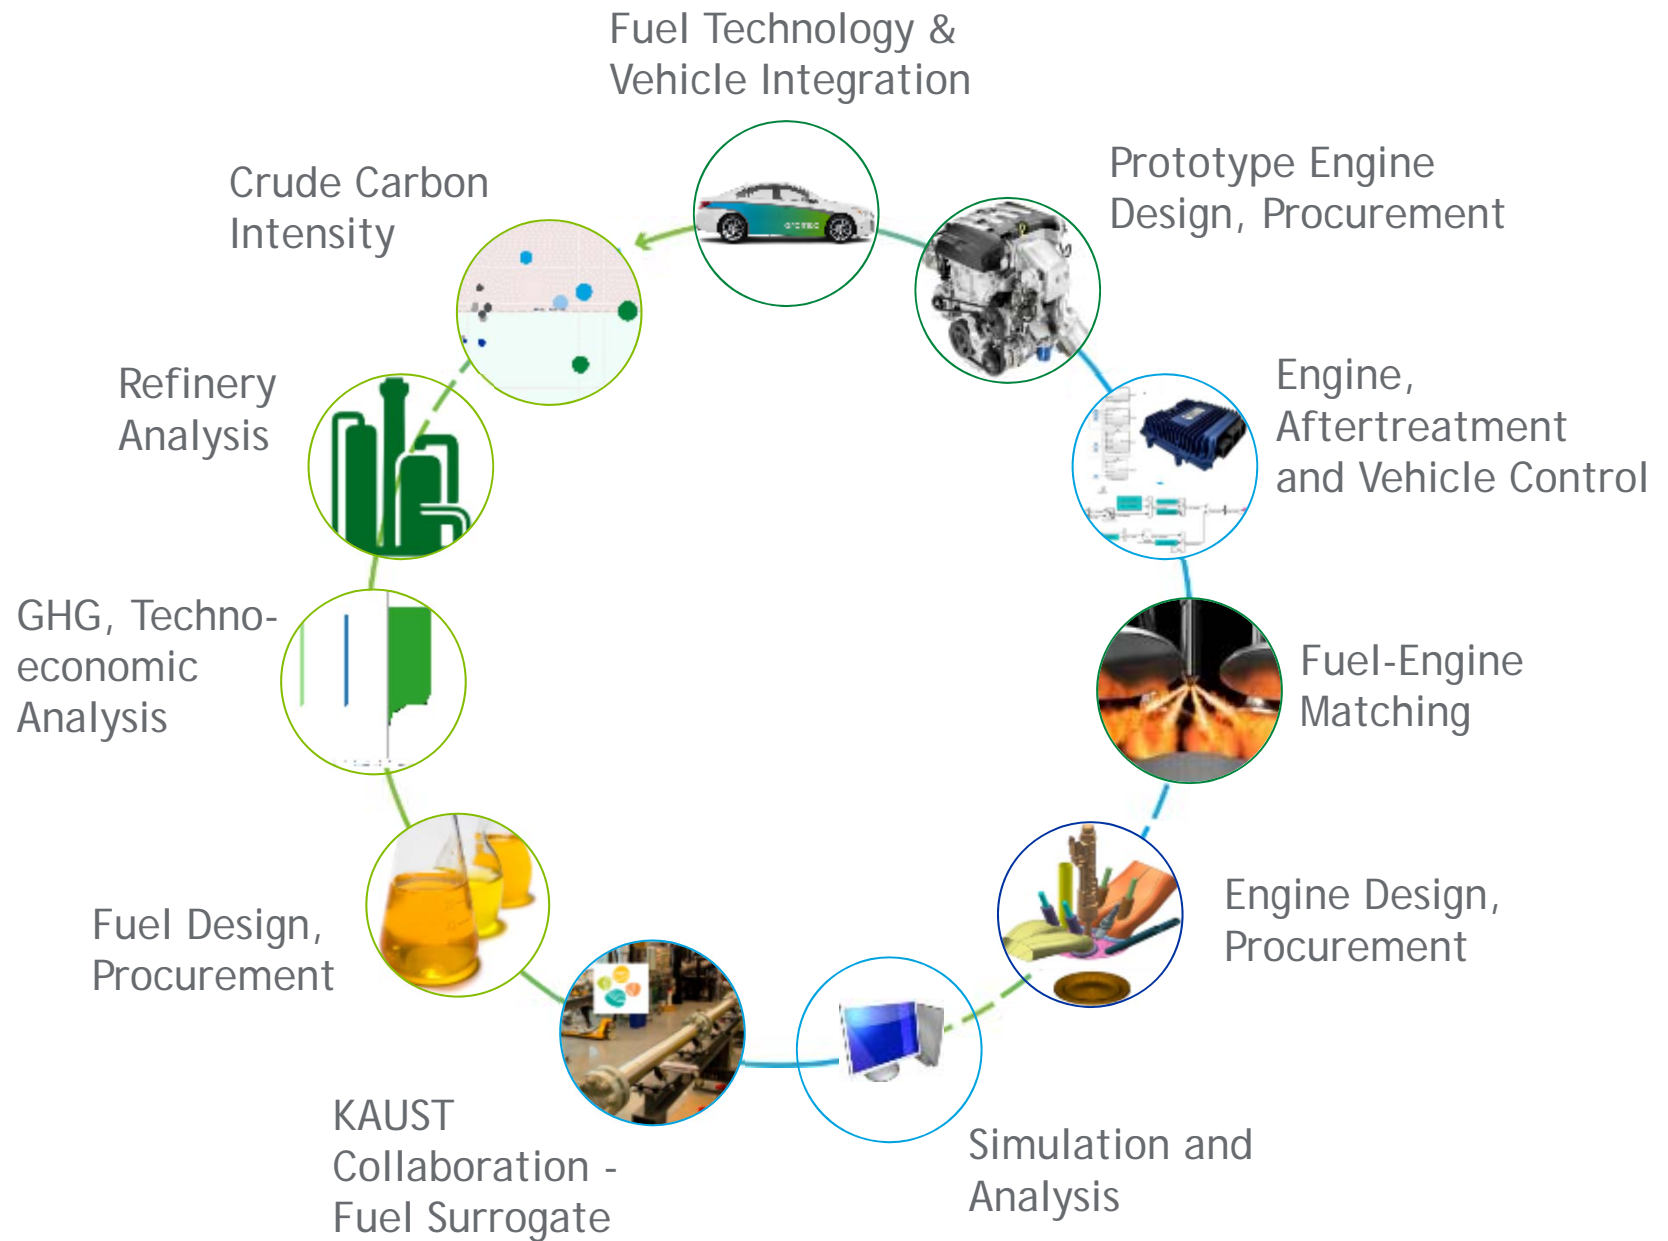 Fuel Technology &
Vehicle Integration
Prototype Engine
Design, Procurement
Crude Carbon
Intensity
aramco
Engine,
Aftertreatment
and Vehicle Control
Refinery
Analysis
GHG, Techno-
economic
Analysis
Fuel-Engine
Matching
Engine Design,
Procurement
Fuel Design,
Procurement
KAUST
Collaboration -
Fuel Surrogate
Simulation and
Analysis